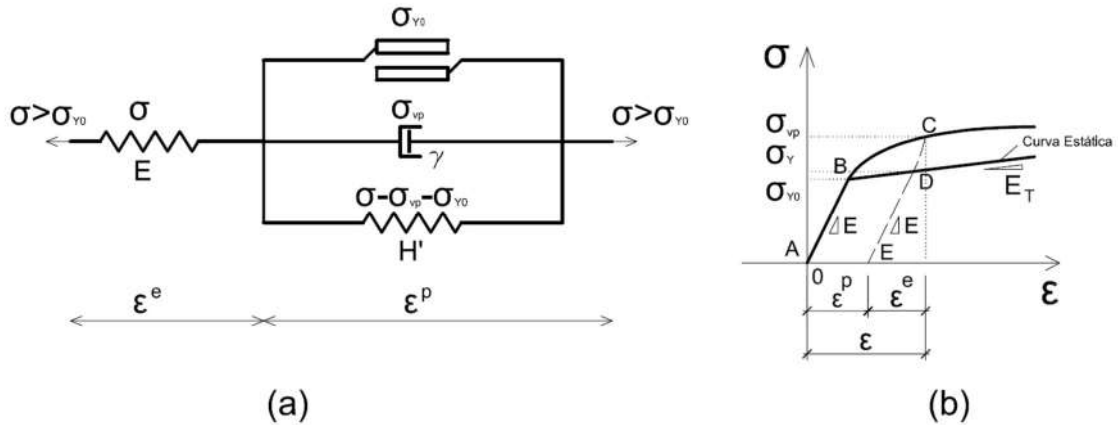 σ_Y0
σ>σ_Y0
σ
σ_vp
σ>σ_Y0
E
γ
σ-σ_vp-σ_Y0
H'
ε^e
ε^p
(a)
σ
σ_vp
C
σ_Y
B
Curva Estática
σ_Y0
D
E_T
E
E
A
E
0
ε
ε^p
ε^e
ε
(b)